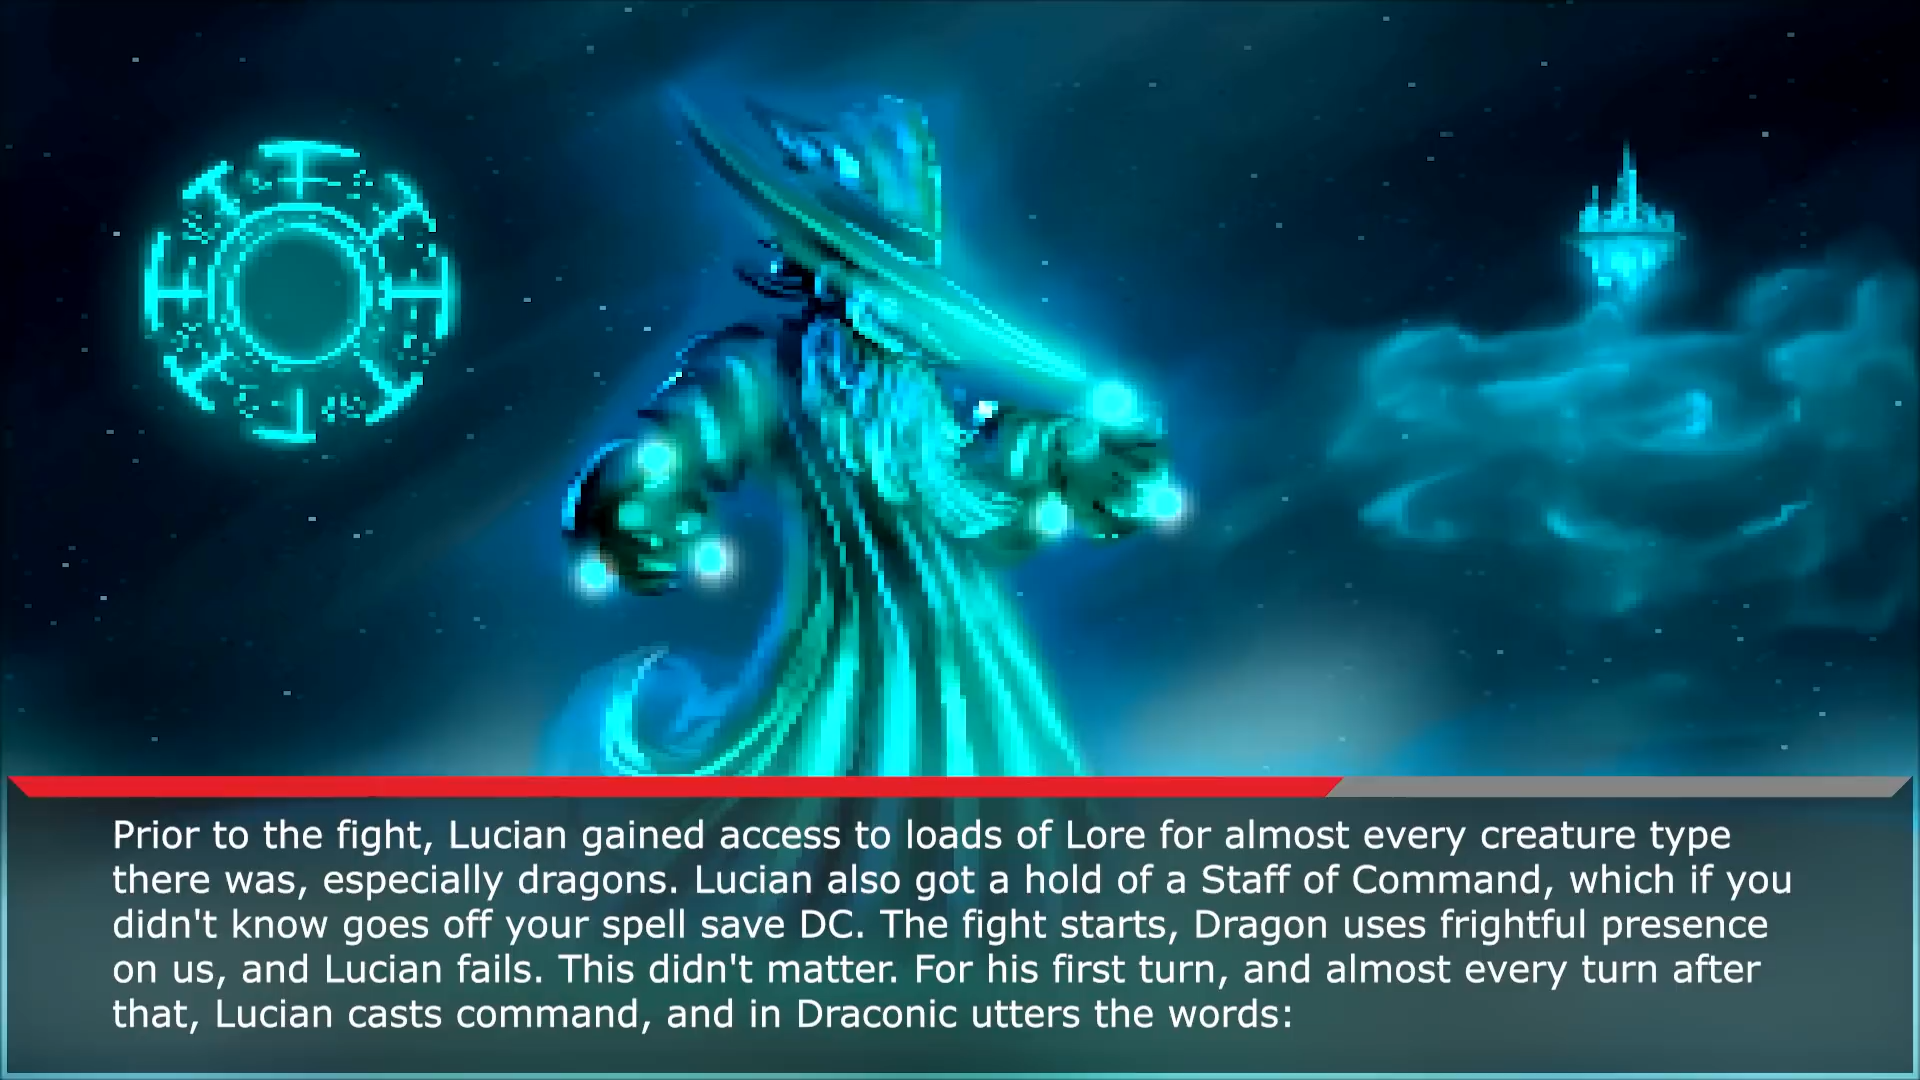 Prior to the fight, Lucian gained access to loads of Lore for almost every creature type
there was, especially dragons. Lucian also got a hold of a Staff of Command, which if you
didn't know goes off your spell save DC. The fight starts, Dragon uses frightful presence
on us, and Lucian fails. This didn't matter. For his first turn, and almost every turn after
that, Lucian casts command, and in Draconic utters the words: